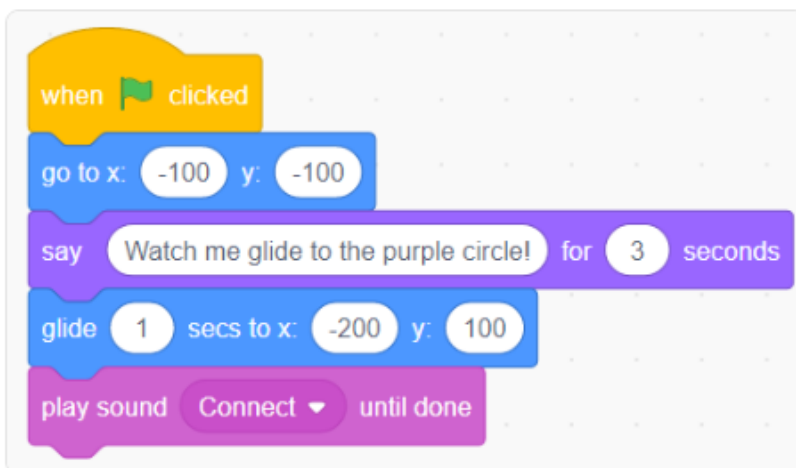 when clicked
go to x: -100 y: -100
say Watch me glide to the purple circle! for 3 seconds
glide 1 secs to x: -200 y: 100
play sound Connect until done